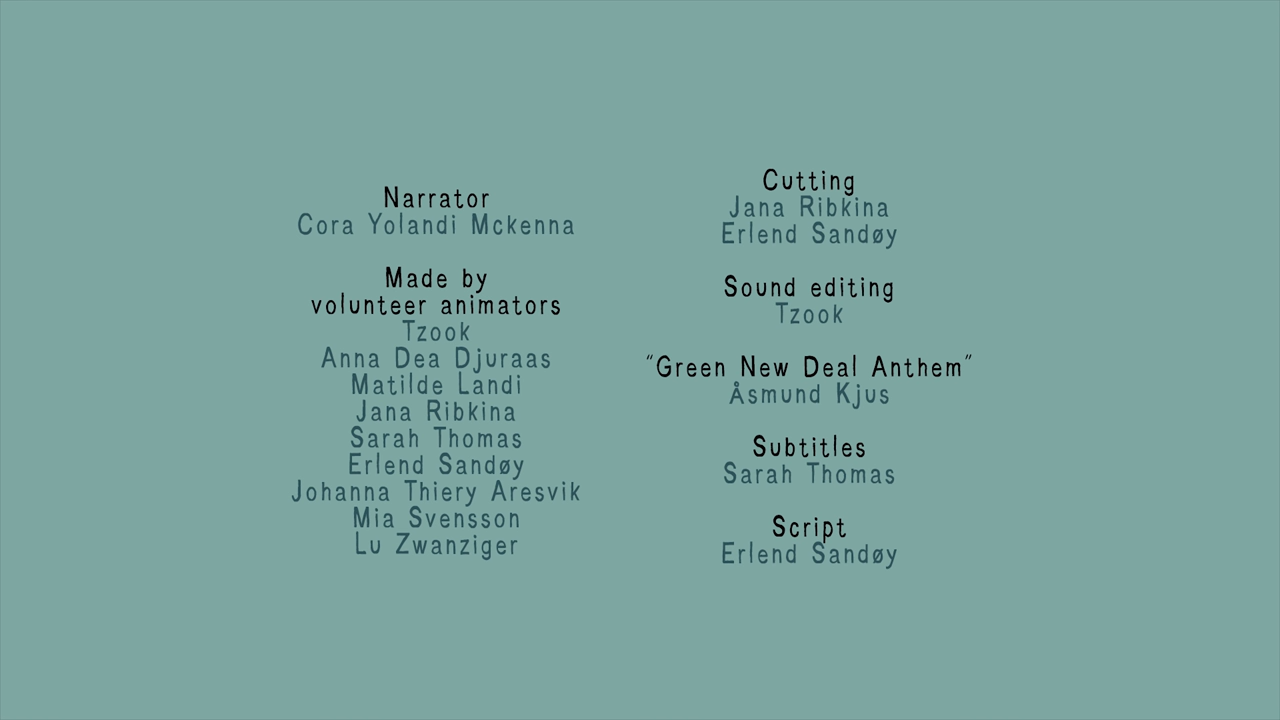 Narrator
Cora Yolandi Mckenna
Made by
volunteer animators
Tzook
Anna Dea Djuraas
Matilde Landi
Jana Ribkina
Sarah Thomas
Erlend Sandøy
Johanna Thiery Aresvik
Mia Svensson
Lu Zwanziger
Cutting
Jana Ribkina
Erlend Sandøy
Sound editing
Tzook
"Green New Deal Anthem"
Åsmund Kjus
Subtitles
Sarah Thomas
Script
Erlend Sandøy